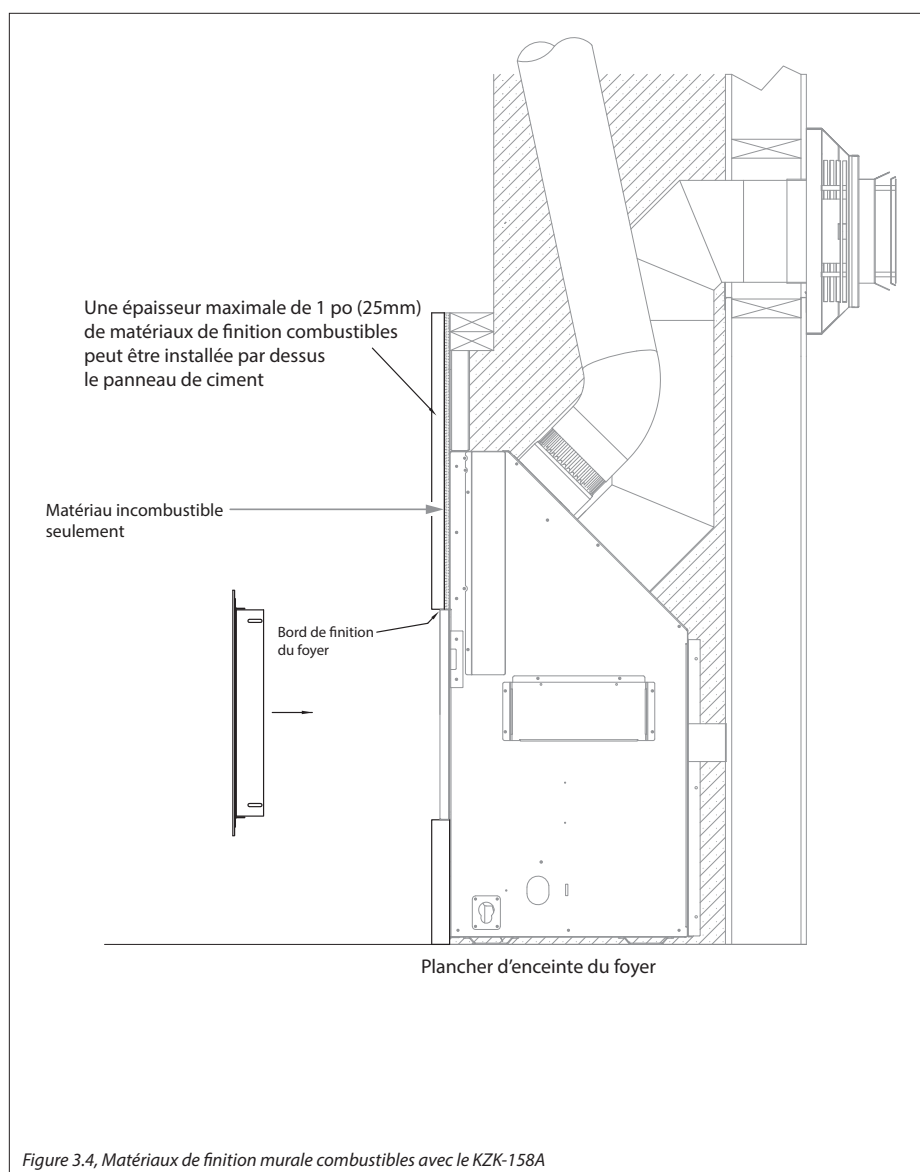 Une épaisseur maximale de 1 po (25mm)
de matériaux de finition combustibles
peut être installée par dessus
le panneau de ciment
Matériau incombustible
seulement
Bord de finition
du foyer
Plancher d'enceinte du foyer
Figure 3.4, Matériaux de finition murale combustibles avec le KZK-158A